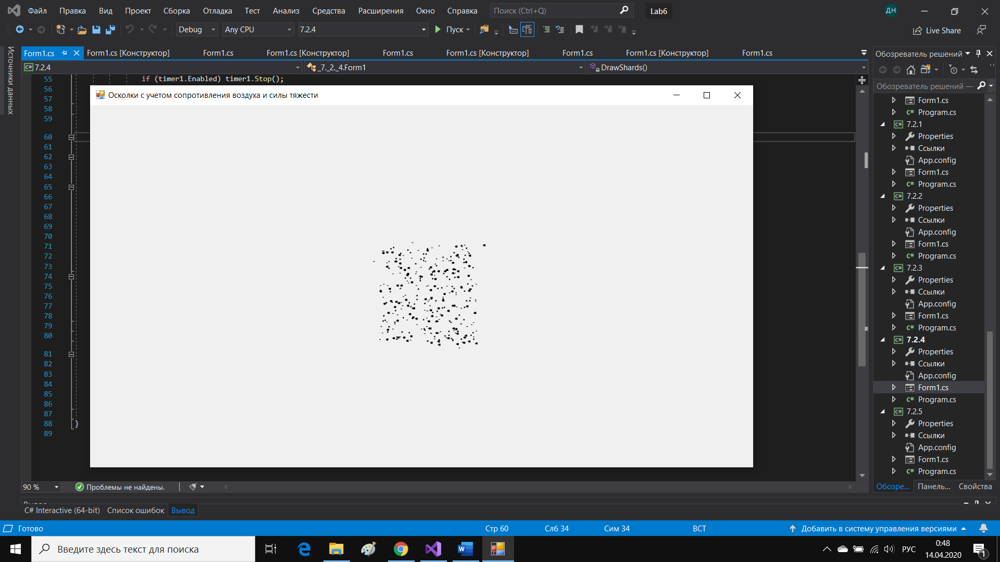 Файл Правка Вид Проект Сборка Отладка Тест Анализ Средства Расширения Окно Справка Поиск (Ctrl+Q) Lab6 ДН
Debug Any CPU 7.2.4 Пуск Live Share
Источники данных
Form1.cs Form1.cs [Конструктор] Form1.cs Form1.cs [Конструктор] Form1.cs Form1.cs [Конструктор] Form1.cs Form1.cs [Конструктор] Form1.cs
C# 7.2.4 _7._2._4.Form1 DrawShards()
55 if (timer1.Enabled) timer1.Stop();
56
57
58
59
60
61
62
63
64
65
66
67
68
69
70
71
72
73
74
75
76
77
78
79
80
81
82
83
84
85
86
87
88 }
89
Осколки с учетом сопротивления воздуха и силы тяжести
Обозреватель решений
Обозреватель решений —
Form1.cs
C# Program.cs
C# 7.2.1
Properties
Ссылки
App.config
Form1.cs
C# Program.cs
C# 7.2.2
Properties
Ссылки
App.config
Form1.cs
C# Program.cs
C# 7.2.3
Properties
Ссылки
App.config
Form1.cs
C# Program.cs
C# 7.2.4
Properties
Ссылки
App.config
Form1.cs
C# Program.cs
C# 7.2.5
Properties
Ссылки
App.config
Form1.cs
C# Program.cs
Обозре... Панель... Свойства
90 % Проблемы не найдены.
Вывод
C# Interactive (64-bit) Список ошибок Вывод
Готово Стр 60 Слб 34 Сим 34 ВСТ Добавить в систему управления версиями
Введите здесь текст для поиска
РУС 0:48
14.04.2020
1